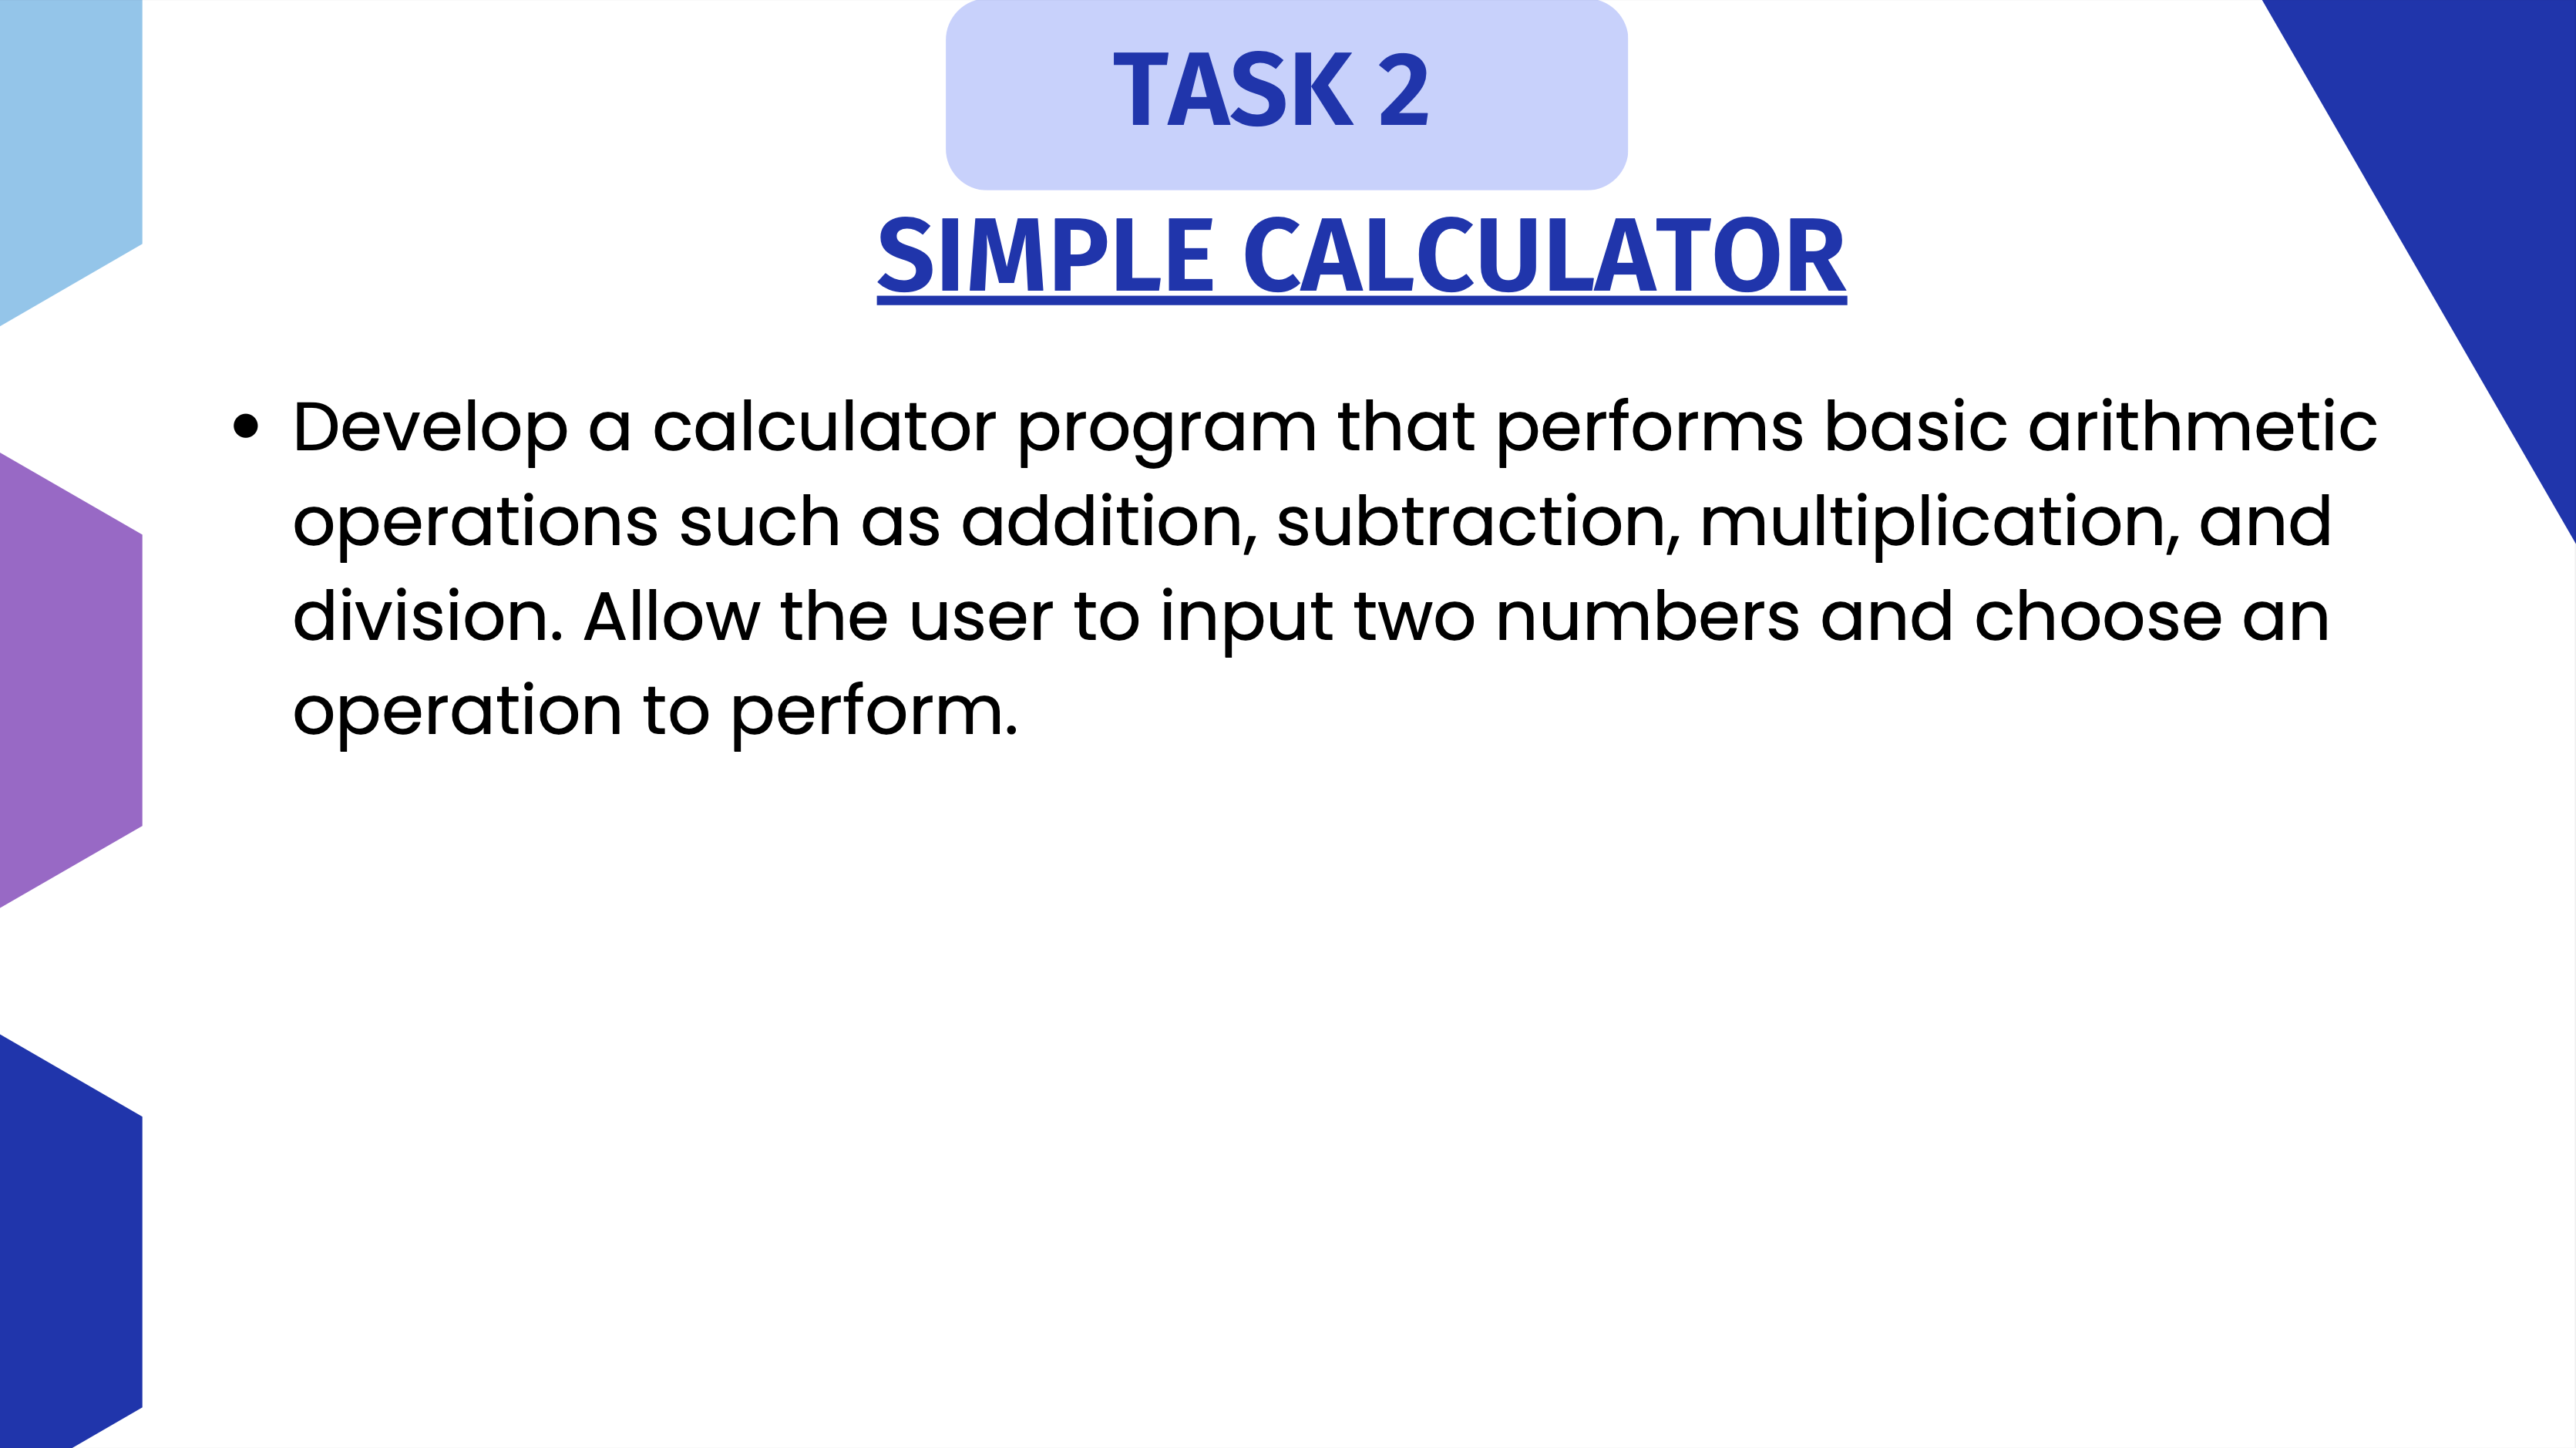 TASK 2
SIMPLE CALCULATOR
• Develop a calculator program that performs basic arithmetic
operations such as addition, subtraction, multiplication, and
division. Allow the user to input two numbers and choose an
operation to perform.